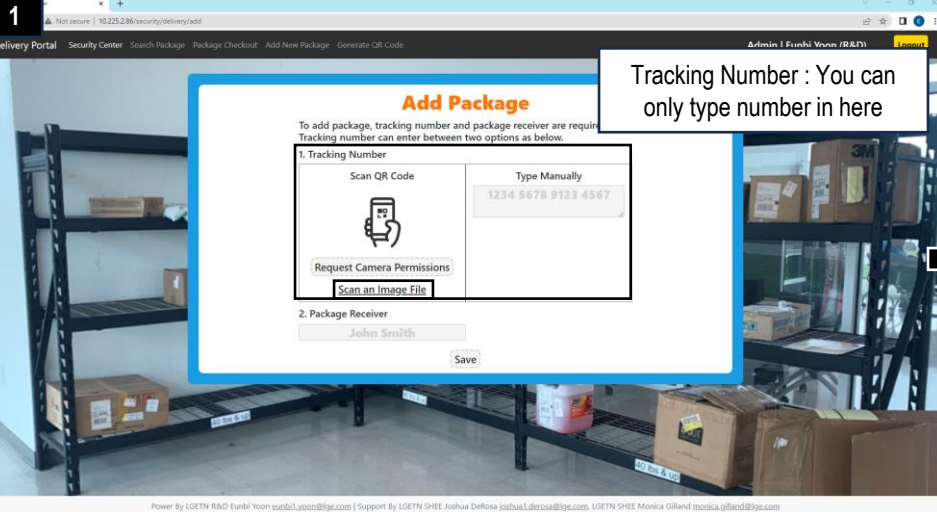 1
Not secure | 10.225.2.86/security/delivery/add
elivery Portal Security Center Search Package Package Checkout Add New Package Generate QR Code
Admin | Eunbi Yoon (R&D) Logout
Tracking Number : You can
only type number in here
Add Package
To add package, tracking number and package receiver are requir
Tracking number can enter between two options as below.
1. Tracking Number
Scan QR Code
Type Manually
1234 5678 9123 4567
Request Camera Permissions
Scan an Image File
2. Package Receiver
John Smith
Save
3M
40 lbs & up
40 lbs & up
Power By LGETN R&D Eunbi Yoon eunbi1.yoon@lge.com | Support By LGETN SHEE Joshua DeRosa joshua1.derosa@lge.com, LGETN SHEE Monica Gilland monica.gilland@lge.com